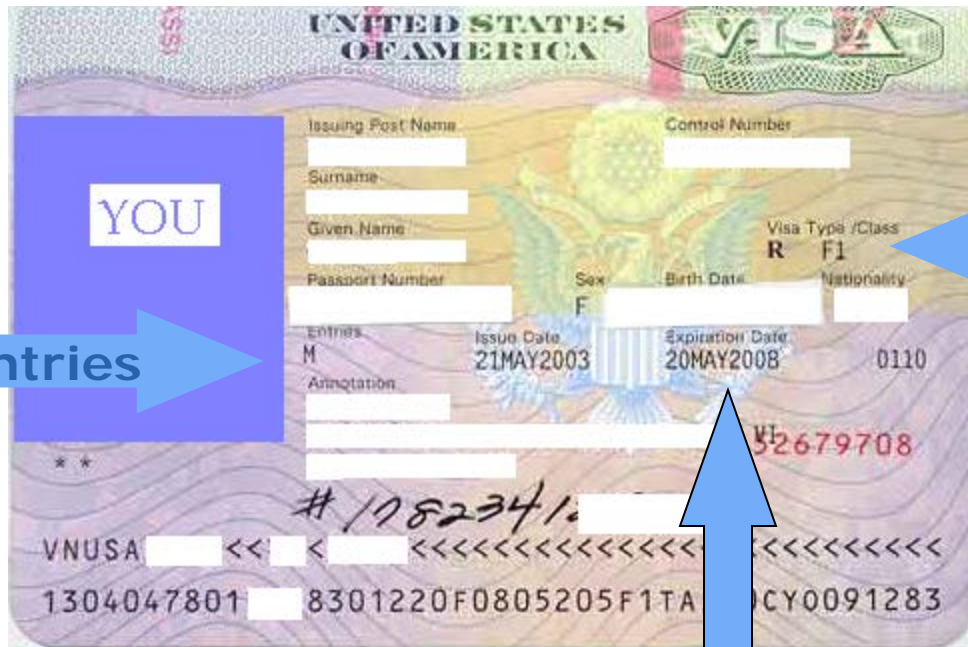 UNITED STATES
OF AMERICA
VISA
Issuing Post Name
Control Number
Surname
YOU
Given Name
Visa Type /Class
R F1
Passport Number
Sex
Birth Date
Nationality
F
ntries
Entries
Issue Date
Expiration Date
M
21MAY2003
20MAY2008
0110
Annotation
52679708
* *
VNUSA << < <<<<<<<<<<<<<<< <<<<<<<<<
1304047801 8301220F0805205F1TA CY0091283